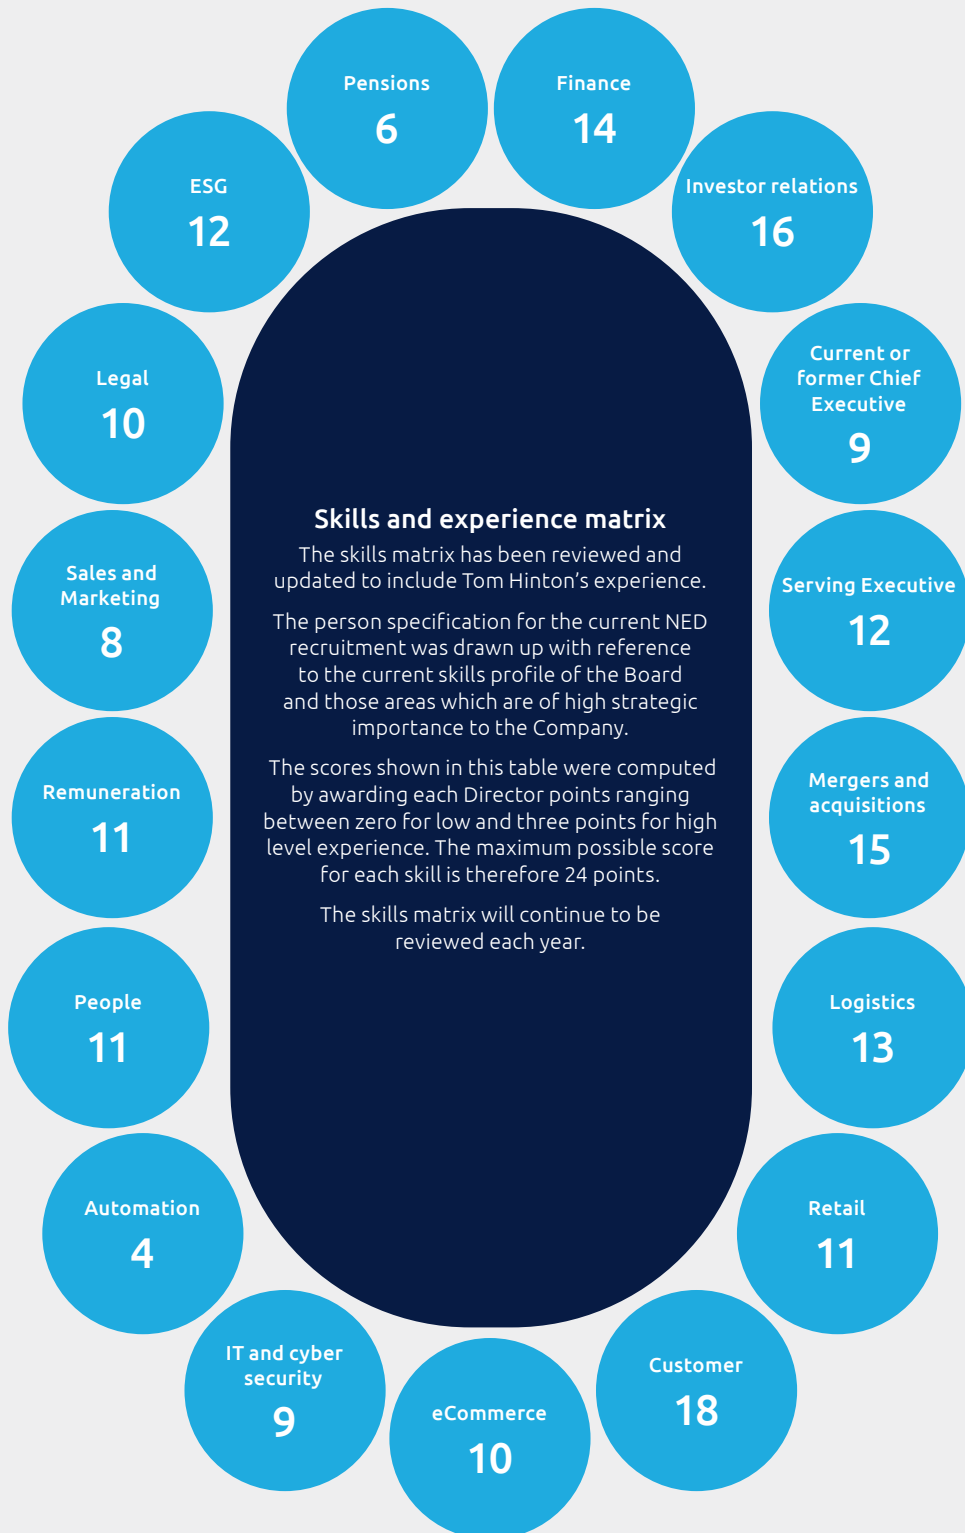 Pensions
6
Finance
14
Investor relations
16
Current or
former Chief
Executive
9
Serving Executive
12
Mergers and
acquisitions
15
Logistics
13
Retail
11
Customer
18
eCommerce
10
IT and cyber
security
9
Automation
4
People
11
Remuneration
11
Sales and
Marketing
8
Legal
10
ESG
12
Skills and experience matrix
The skills matrix has been reviewed and
updated to include Tom Hinton’s experience.
The person specification for the current NED
recruitment was drawn up with reference
to the current skills profile of the Board
and those areas which are of high strategic
importance to the Company.
The scores shown in this table were computed
by awarding each Director points ranging
between zero for low and three points for high
level experience. The maximum possible score
for each skill is therefore 24 points.
The skills matrix will continue to be
reviewed each year.